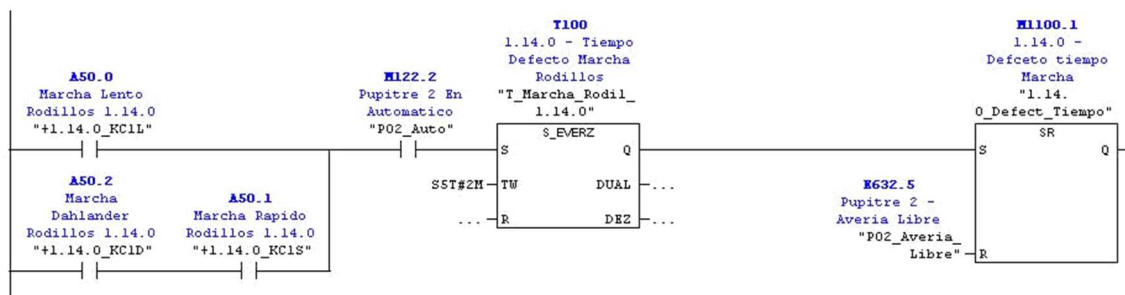 T100
1.14.0 - Tiempo
Defecto Marcha
Rodillos
"T_Marcha_Rodil_
1.14.0"
M1100.1
1.14.0 -
Defceto tiempo
Marcha
"1.14.
0_Defect_Tiempo"
A50.0
Marcha Lento
Rodillos 1.14.0
"+1.14.0_KC1L"
M122.2
Pupitre 2 En
Automatico
"PO2_Auto"
S_EVERZ
S
Q
SR
S
Q
S5T#2M
TW
DUAL
...
...
R
DEZ
...
A50.2
Marcha
Dahlander
Rodillos 1.14.0
"+1.14.0_KC1D"
A50.1
Marcha Rapido
Rodillos 1.14.0
"+1.14.0_KC1S"
E632.5
Pupitre 2 -
Averia Libre
"PO2_Averia_
Libre"
R